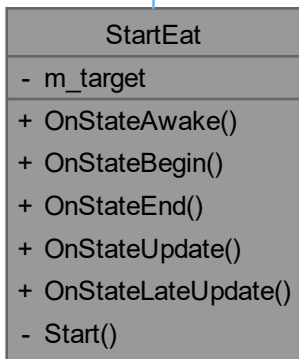 StartEat
- m_target
+ OnStateAwake()
+ OnStateBegin()
+ OnStateEnd()
+ OnStateUpdate()
+ OnStateLateUpdate()
- Start()